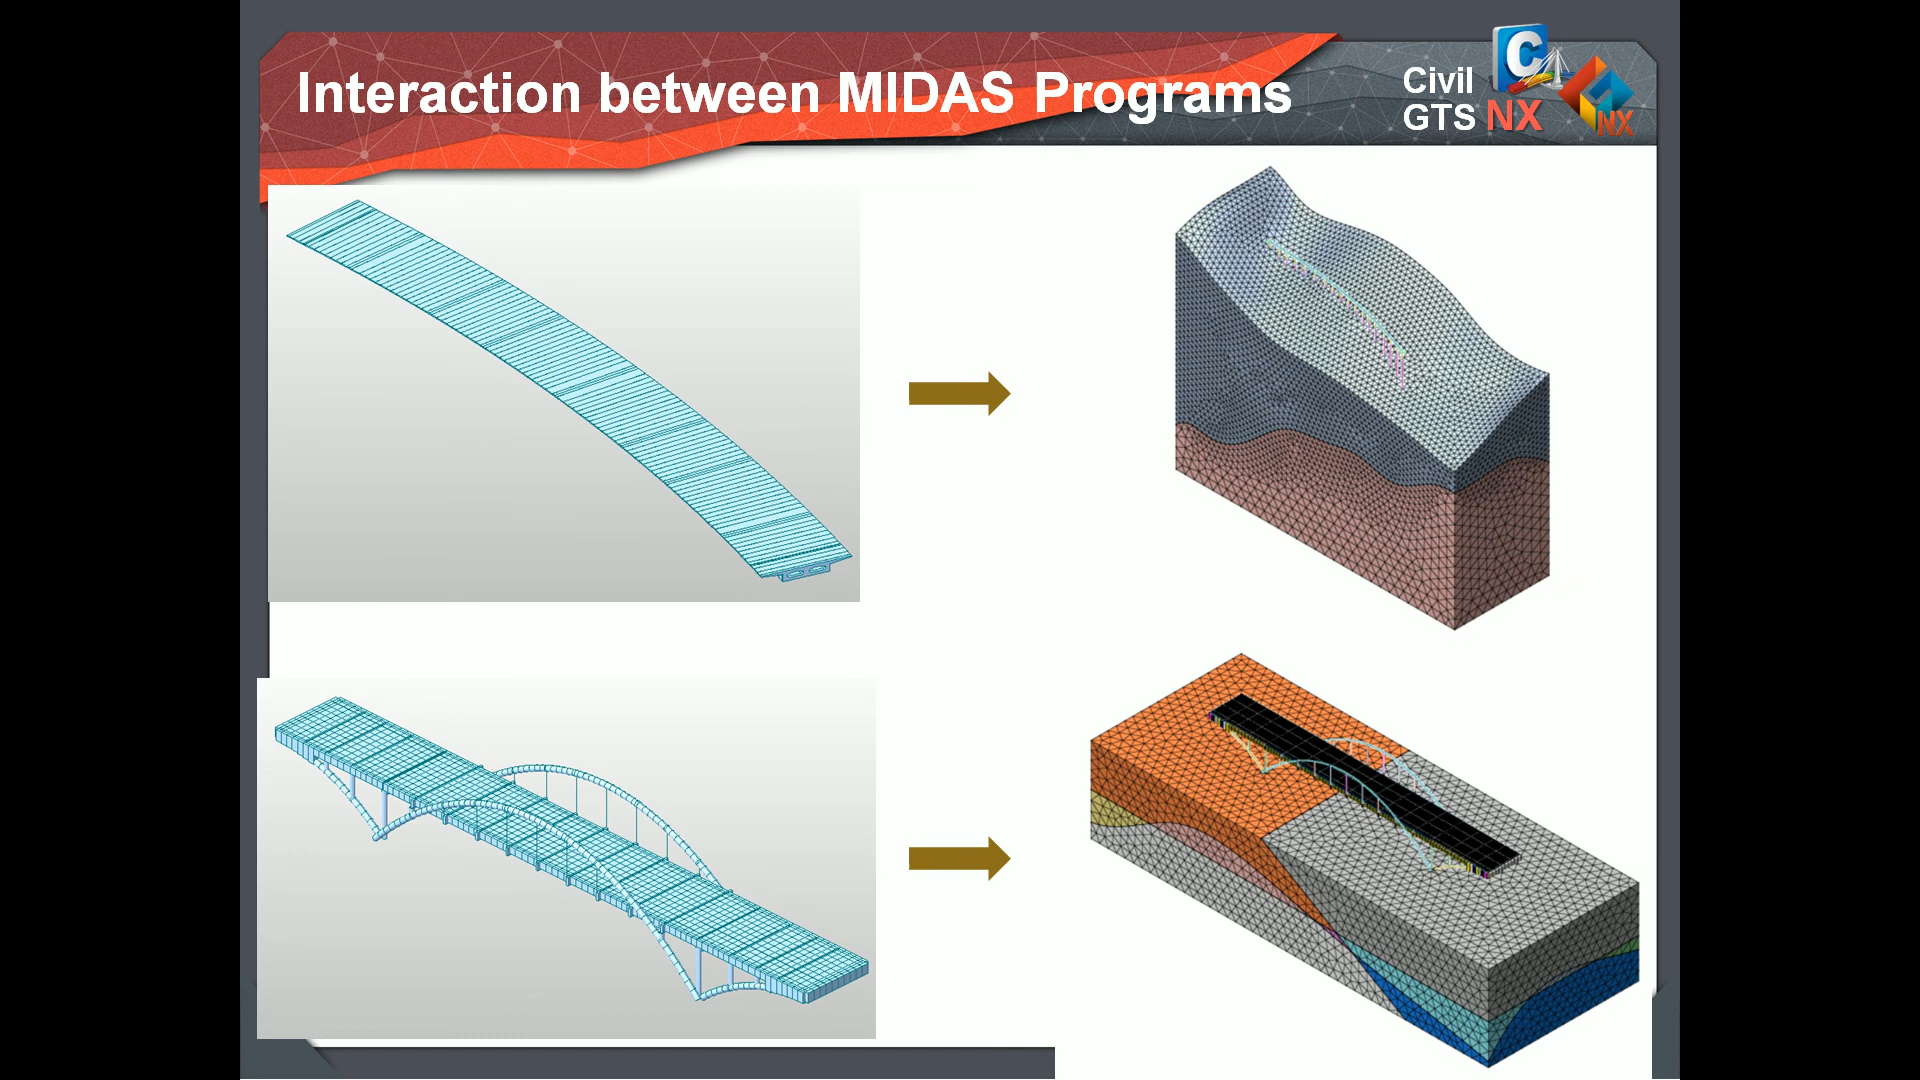 Interaction between MIDAS Programs
Civil
GTS NX
C
NX